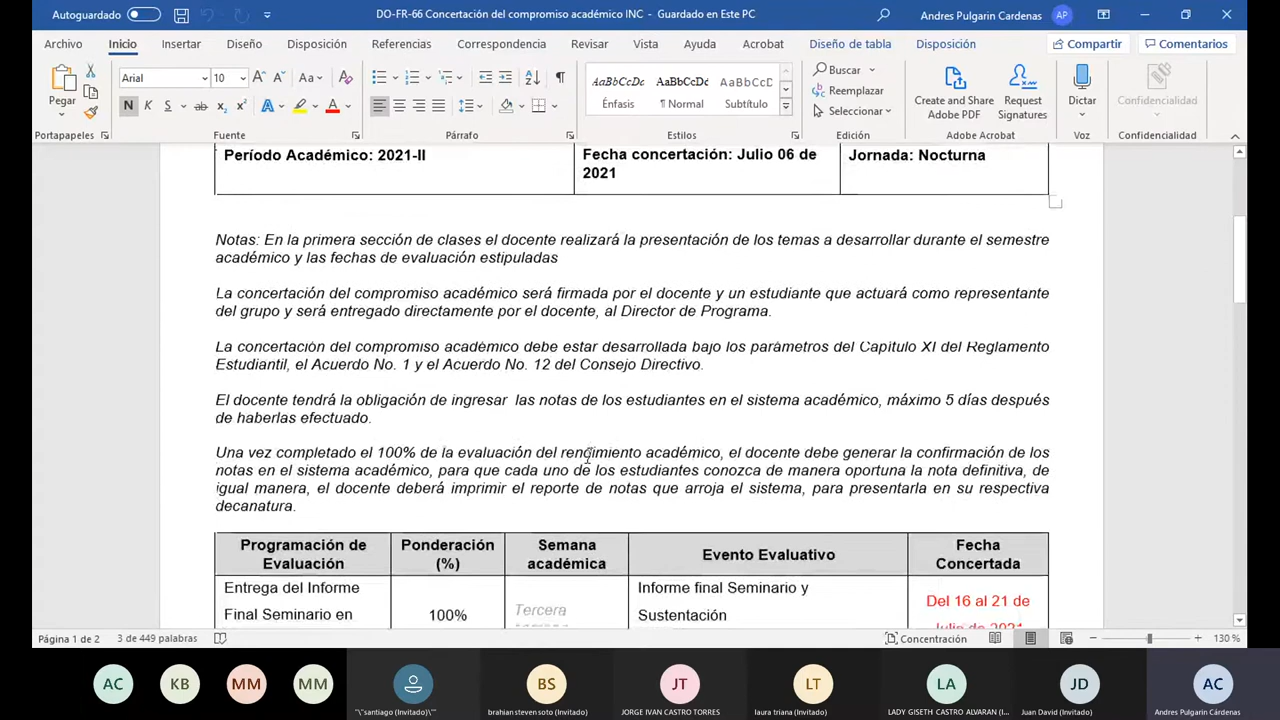 Autoguardado
DO-FR-66 Concertación del compromiso académico INC - Guardado en Este PC
Andres Pulgarin Cardenas AP
Archivo Inicio Insertar Diseño Disposición Referencias Correspondencia Revisar Vista Ayuda Acrobat Diseño de tabla Disposición Compartir Comentarios
Pegar
Arial 10
N K S ab x₂ x² A A
AaBbCcDc AaBbCcDd AaBbCcD
Énfasis ¶ Normal Subtítulo
Buscar
Reemplazar
Seleccionar
Create and Share Adobe PDF
Request Signatures
Dictar
Confidencialidad
Portapapeles Fuente Párrafo Estilos Edición Adobe Acrobat Voz Confidencialidad
Período Académico: 2021-II
Fecha concertación: Julio 06 de
2021
Jornada: Nocturna
Notas: En la primera sección de clases el docente realizará la presentación de los temas a desarrollar durante el semestre
académico y las fechas de evaluación estipuladas
La concertación del compromiso académico será firmada por el docente y un estudiante que actuará como representante
del grupo y será entregado directamente por el docente, al Director de Programa.
La concertación del compromiso académico debe estar desarrollada bajo los parámetros del Capítulo XI del Reglamento
Estudiantil, el Acuerdo No. 1 y el Acuerdo No. 12 del Consejo Directivo.
El docente tendrá la obligación de ingresar las notas de los estudiantes en el sistema académico, máximo 5 días después
de haberlas efectuado.
Una vez completado el 100% de la evaluación del rendimiento académico, el docente debe generar la confirmación de los
notas en el sistema académico, para que cada uno de los estudiantes conozca de manera oportuna la nota definitiva, de
igual manera, el docente deberá imprimir el reporte de notas que arroja el sistema, para presentarla en su respectiva
decanatura.
Programación de
Evaluación
Ponderación
(%)
Semana
académica
Evento Evaluativo
Fecha
Concertada
Entrega del Informe
Final Seminario en
100%
Tercera
Informe final Seminario y
Sustentación
Del 16 al 21 de
Julio de 2021
Página 1 de 2 3 de 449 palabras Concentración 130 %
AC KB MM MM BS JT LT LA JD AC
"\"santiago (Invitado)\""
brahian steven soto (Invitado)
JORGE IVAN CASTRO TORRES
laura triana (Invitado)
LADY GISETH CASTRO ALVARAN (I...
Juan David (Invitado)
Andres Pulgarin Cárdenas